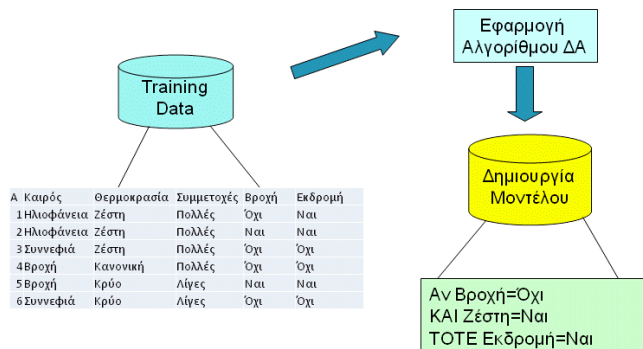 Εφαρμογή
Αλγορίθμου ΔΑ
Training
Data
Δημιουργία
Μοντέλου
Α Καιρός Θερμοκρασία Συμμετοχές Βροχή Εκδρομή
1 Ηλιοφάνεια Ζέστη Πολλές Όχι Ναι
2 Ηλιοφάνεια Ζέστη Πολλές Ναι Ναι
3 Συννεφιά Ζέστη Πολλές Όχι Όχι
4 Βροχή Κανονική Πολλές Όχι Όχι
5 Βροχή Κρύο Λίγες Ναι Ναι
6 Συννεφιά Κρύο Λίγες Όχι Όχι
Αν Βροχή=Όχι
ΚΑΙ Ζέστη=Ναι
ΤΟΤΕ Εκδρομή=Ναι